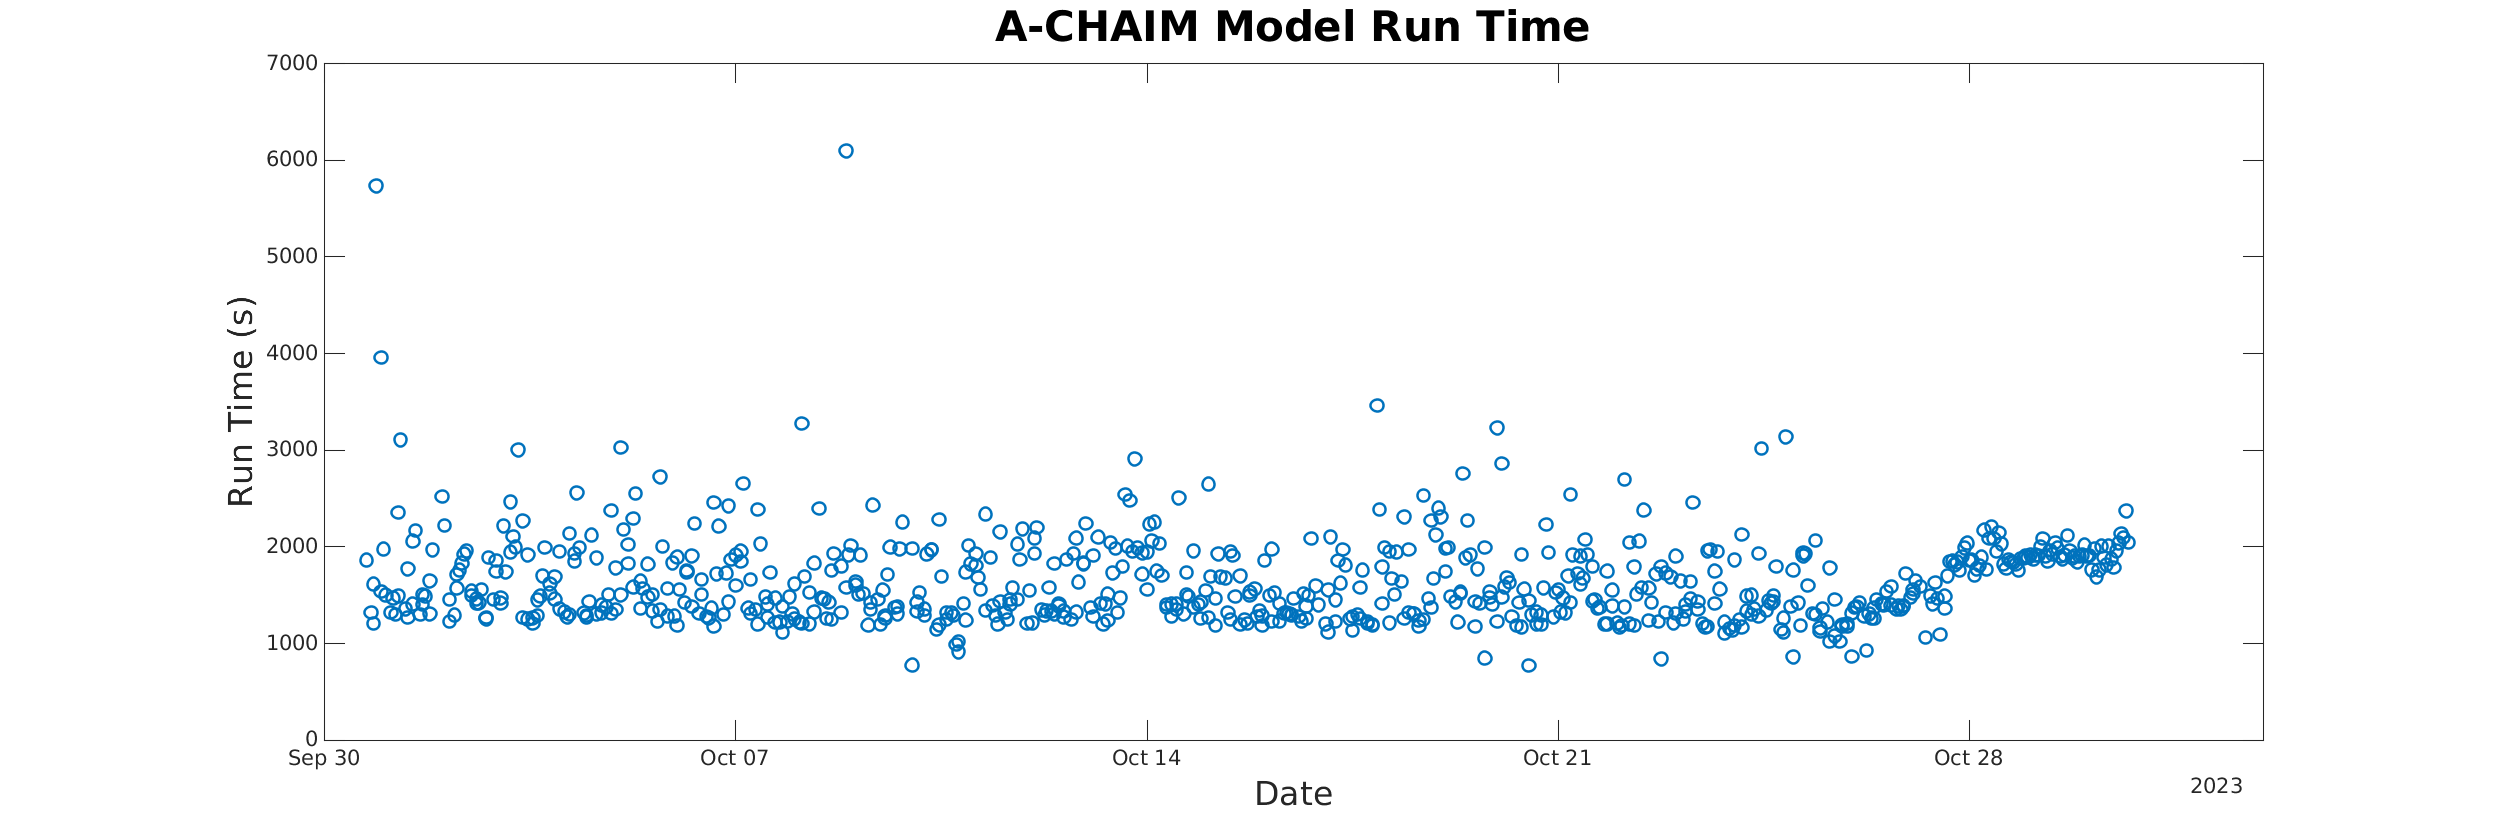 A-CHAIM Model Run Time
7000
6000
5000
4000
3000
2000
1000
0
Run Time (s)
Sep 30 Oct 07 Oct 14 Oct 21 Oct 28
2023
Date